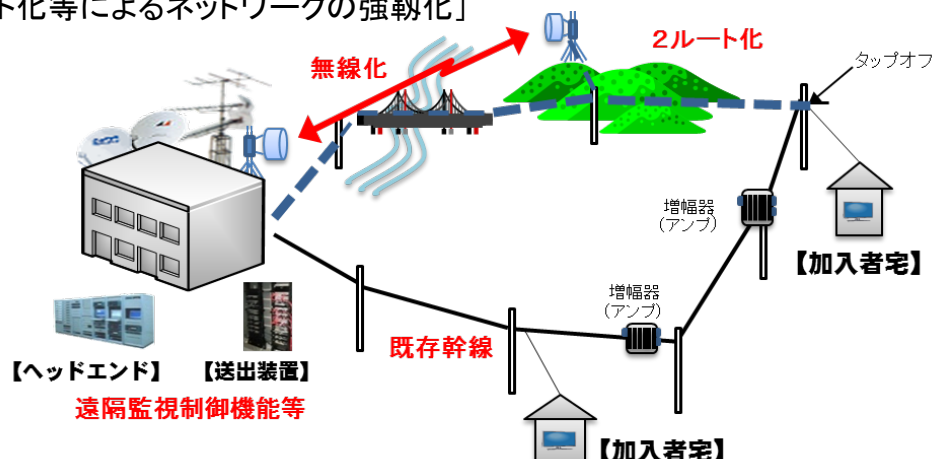 ト化等によるネットワークの強靱化」
2ルート化
タップオフ
無線化
増幅器
(アンプ)
【加入者宅】
増幅器
(アンプ)
既存幹線
【ヘッドエンド】
【送出装置】
遠隔監視制御機能等
【加入者宅】